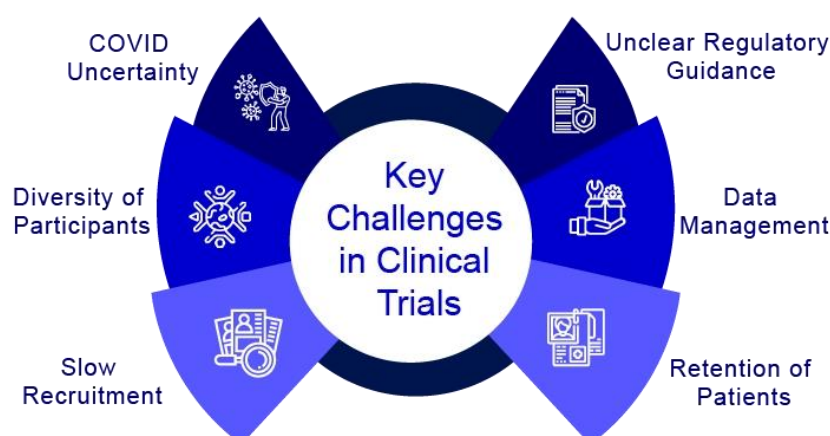 COVID
Uncertainty
Diversity of
Participants
Slow
Recruitment
Key
Challenges
in Clinical
Trials
Unclear Regulatory
Guidance
Data
Management
Retention of
Patients